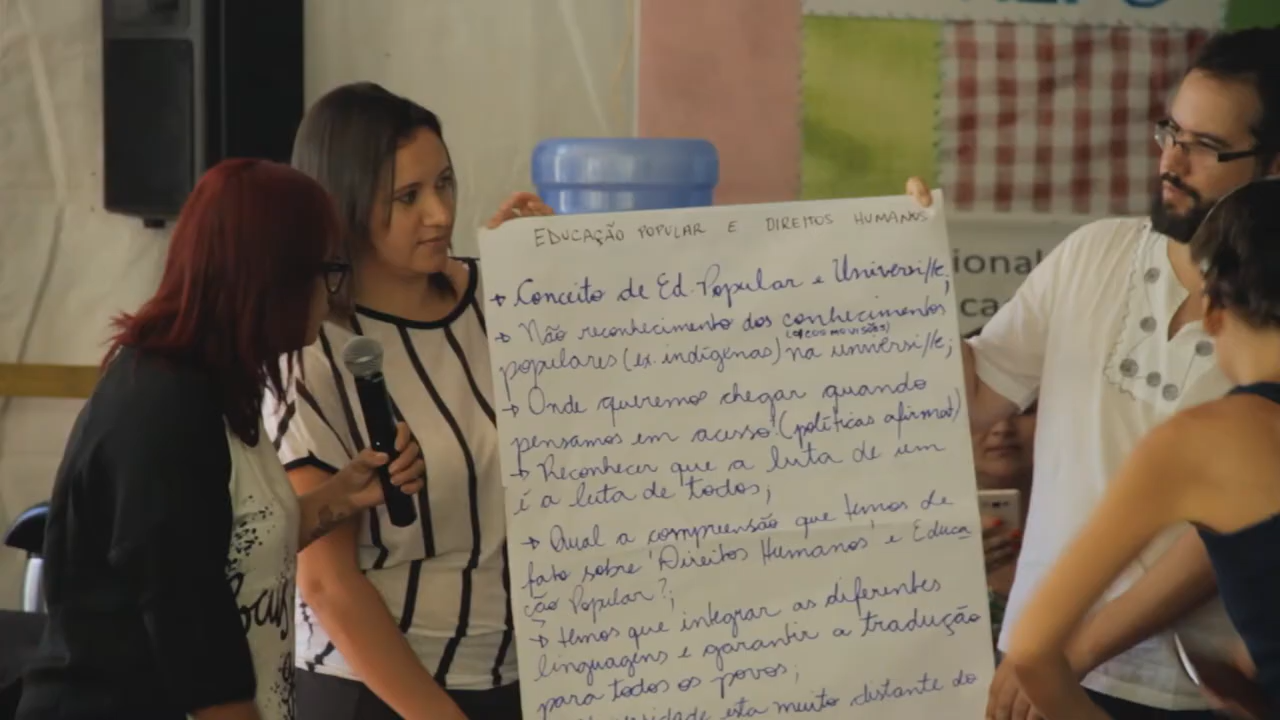 EDUCAÇÃO POPULAR E DIREITOS HUMANOS
→ Conceito de Ed. Popular e Universi//e;
→ Não reconhecimento dos conhecimentos
(cosmovisões)
populares (ex. indígenas) na universi//e;
→ Onde queremos chegar quando
pensamos em acesso! (políticas afirmat)
→ Reconhecer que a luta de um
é a luta de todos;
→ Qual a compreensão que temos de
fato sobre 'Direitos Humanos' e Educa
ção Popular?;
→ temos que integrar as diferentes
linguagens e garantir a tradução
para todos os povos;
esta muito distante do
ional
ca